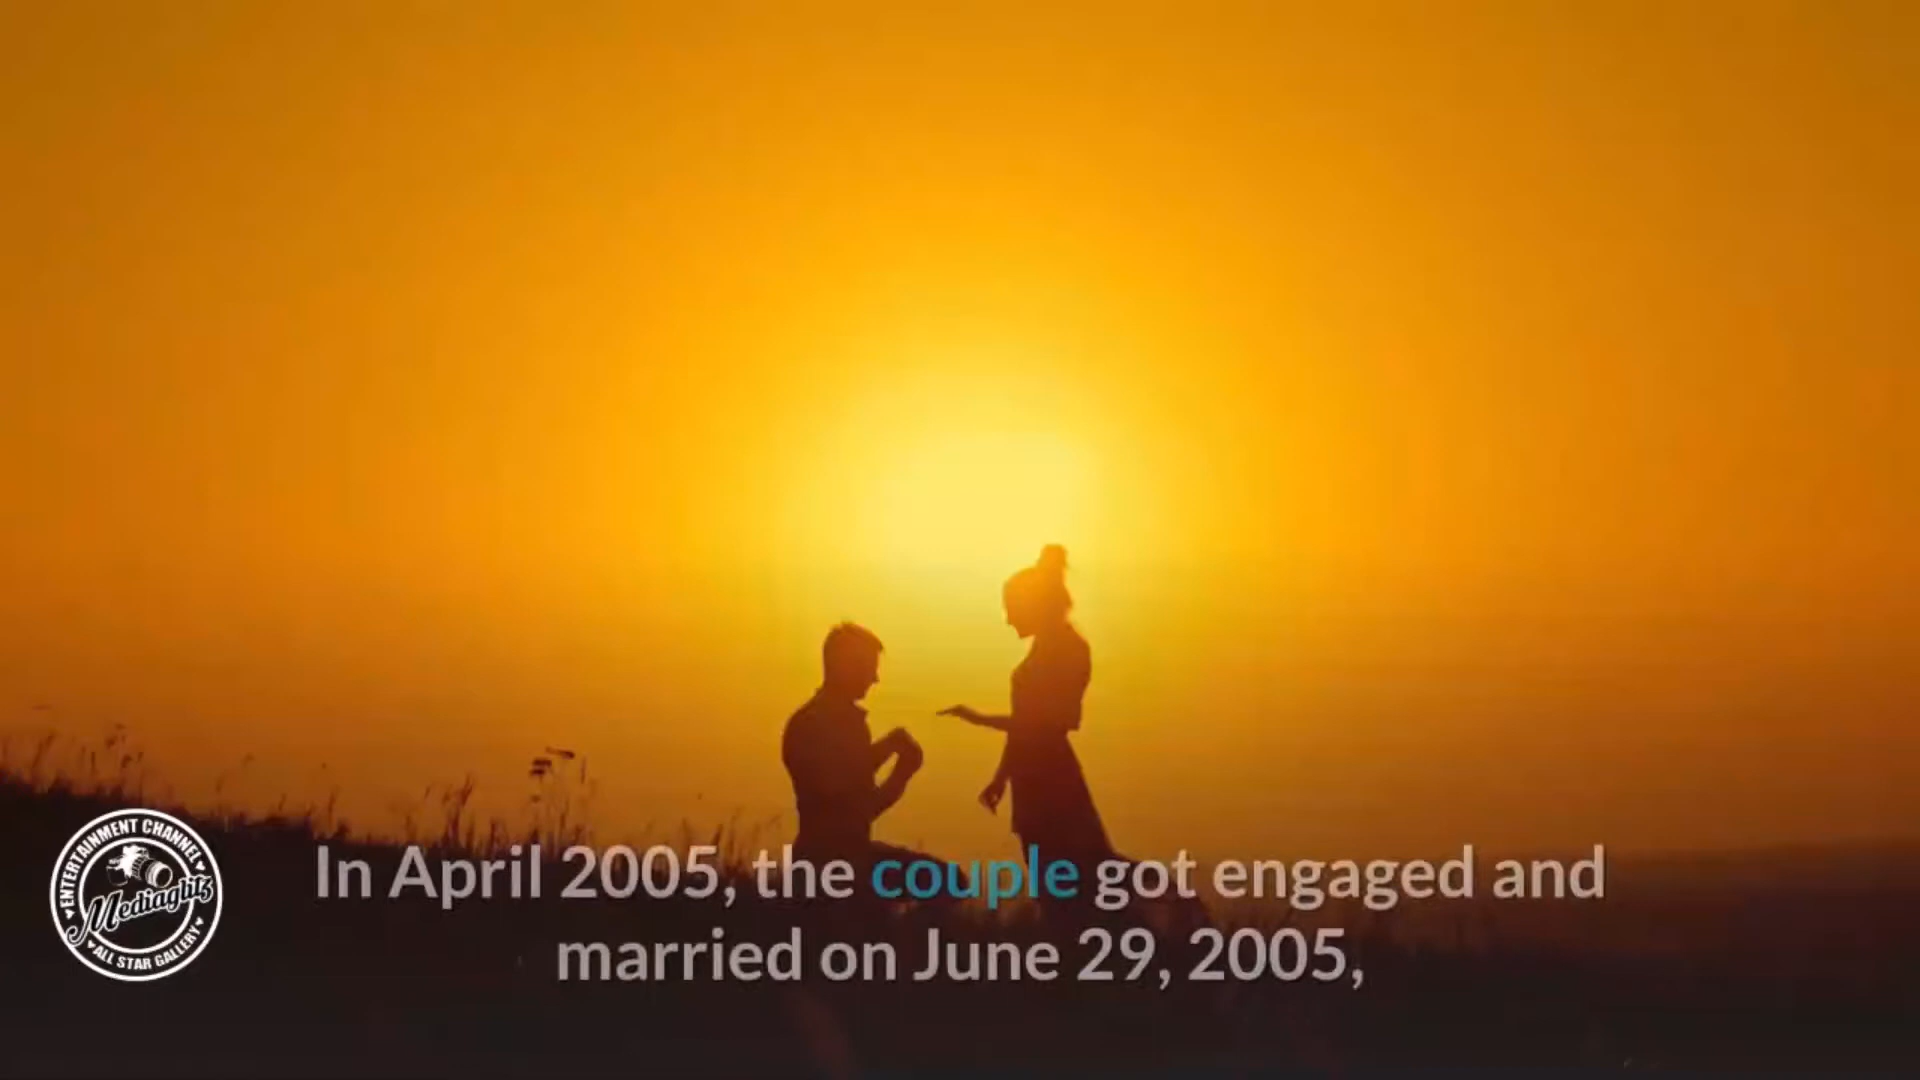 ENTERTAINMENT CHANNEL
Mediaglitz
ALL STAR GALLERY
In April 2005, the couple got engaged and
married on June 29, 2005,